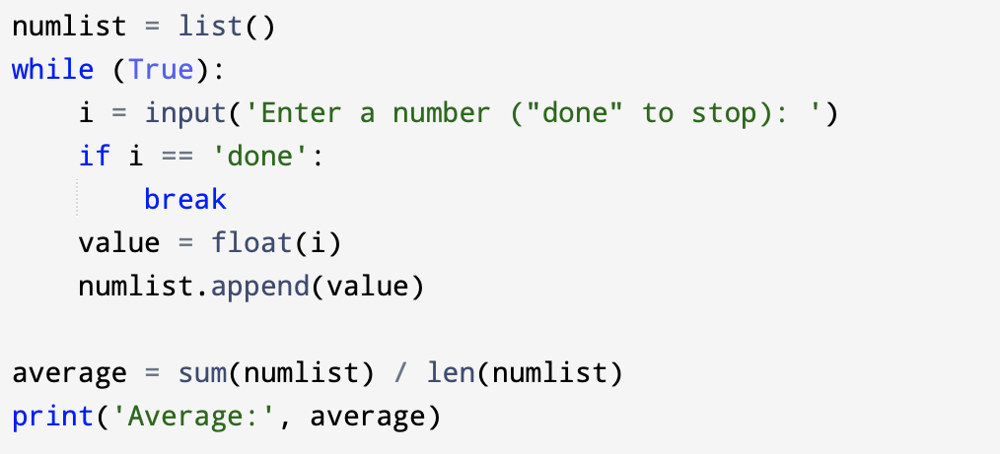 numlist = list()
while (True):
    i = input('Enter a number ("done" to stop): ')
    if i == 'done':
        break
    value = float(i)
    numlist.append(value)

average = sum(numlist) / len(numlist)
print('Average:', average)